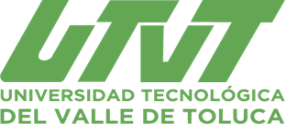 UTVT
UNIVERSIDAD TECNOLÓGICA
DEL VALLE DE TOLUCA